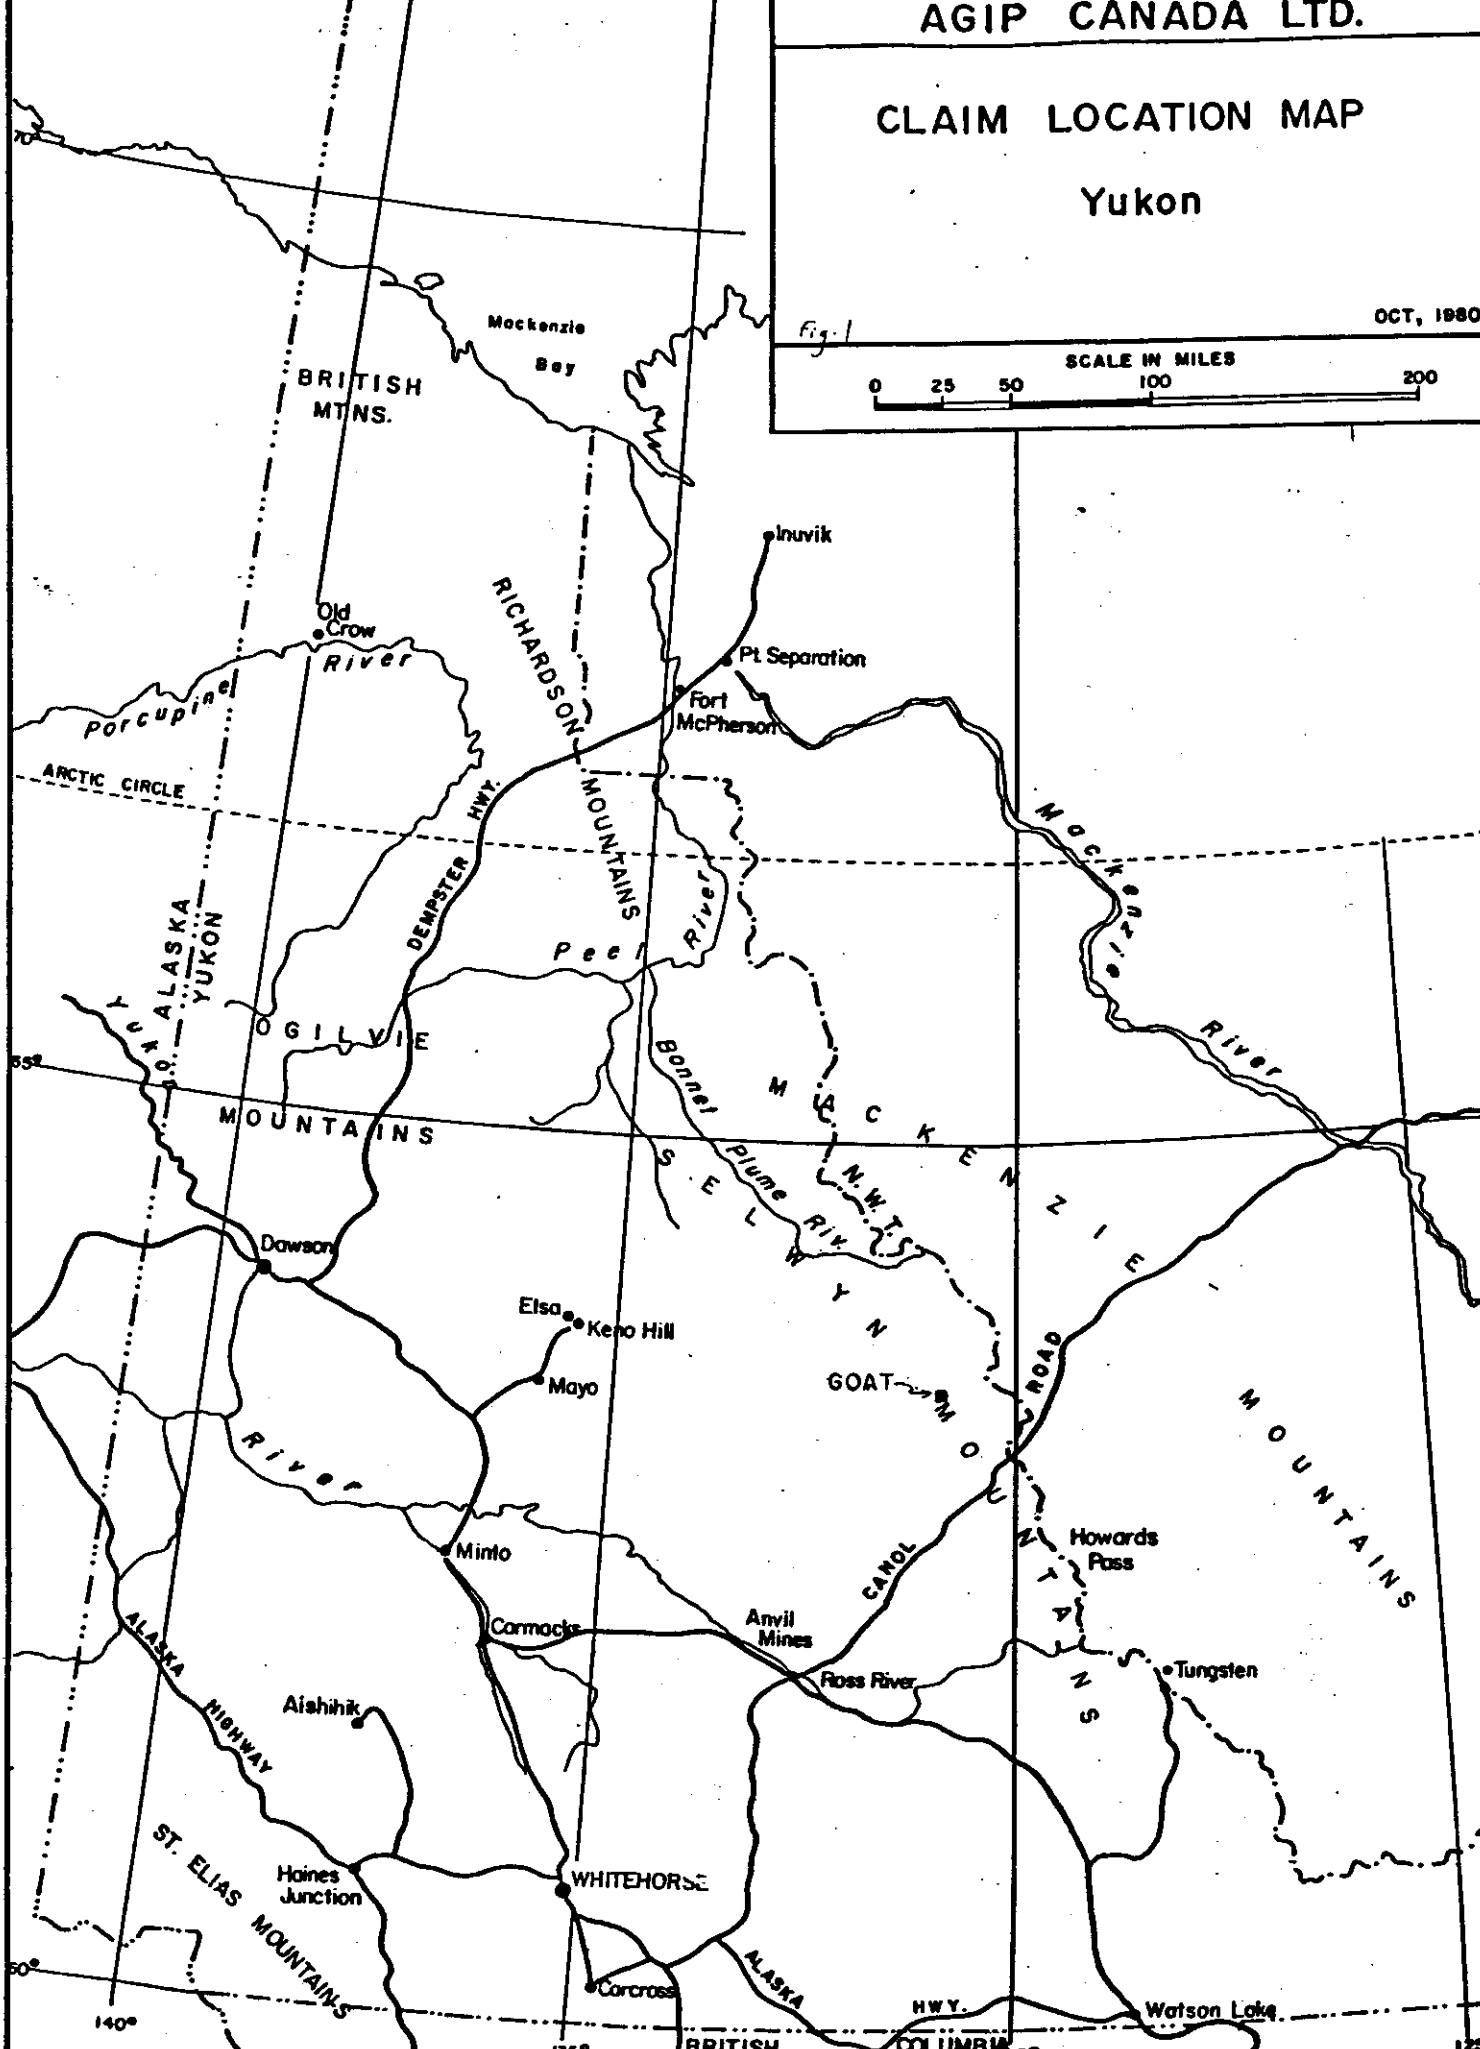 AGIP CANADA LTD.
CLAIM LOCATION MAP
Yukon
Fig. 1
OCT, 1980
SCALE IN MILES
0 25 50 100 200
70°
Mackenzie
Bay
BRITISH
MTNS.
Inuvik
Old
Crow
River
Porcupine
RICHARDSON
MOUNTAINS
Pt. Separation
Fort
McPherson
ARCTIC CIRCLE
DEMPSTER HWY.
Mackenzie
River
ALASKA
YUKON
Peel River
Yukon
OGILVIE
MOUNTAINS
65°
Bonnet Plume Riv.
MACKENZIE
MOUNTAINS
N.W.T.
SELWYN
MOUNTAINS
Dawson
Elsa
Keno Hill
Mayo
GOAT
River
CANOL ROAD
Howards
Pass
Minto
Carmacks
Anvil
Mines
Ross River
Tungsten
ALASKA
HIGHWAY
Aishihik
ST. ELIAS MOUNTAINS
Haines
Junction
WHITEHORSE
60°
Carcross
ALASKA
HWY.
Watson Lake
140°
BRITISH COLUMBIA